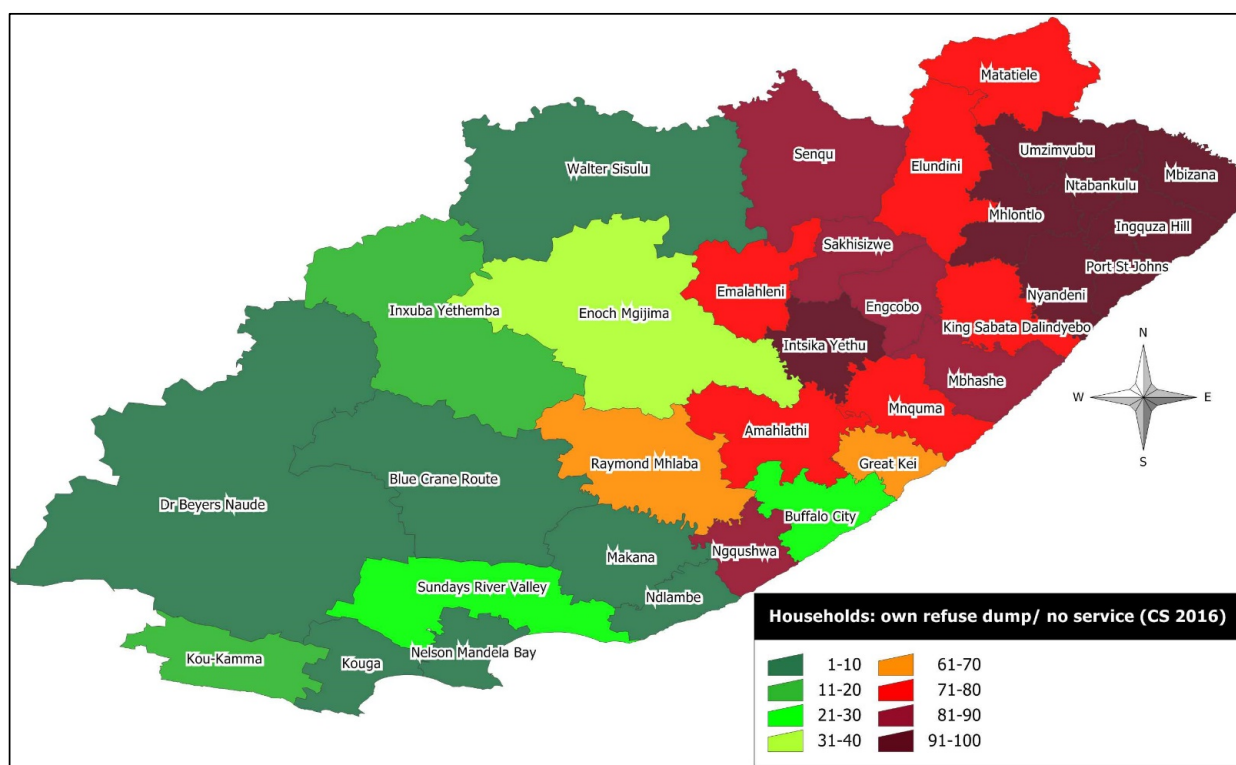 Matatiele
Umzimvubu
Senqu
Elundini
Walter Sisulu
Mbizana
Ntabankulu
Mhlontlo
Ingquza Hill
Sakhisizwe
Port St Johns
Emalahleni
Nyandeni
Engcobo
Inxuba Yethemba
Enoch Mgijima
King Sabata Dalindyebo
Intsika Yethu
Mbhashe
Mnquma
Amahlathi
Raymond Mhlaba
Great Kei
Blue Crane Route
Dr Beyers Naude
Buffalo City
Makana
Ngqushwa
Sundays River Valley
Ndlambe
Nelson Mandela Bay
Kou-Kamma
Kouga
N
W E
S
Households: own refuse dump/ no service (CS 2016)
1-10 61-70
11-20 71-80
21-30 81-90
31-40 91-100